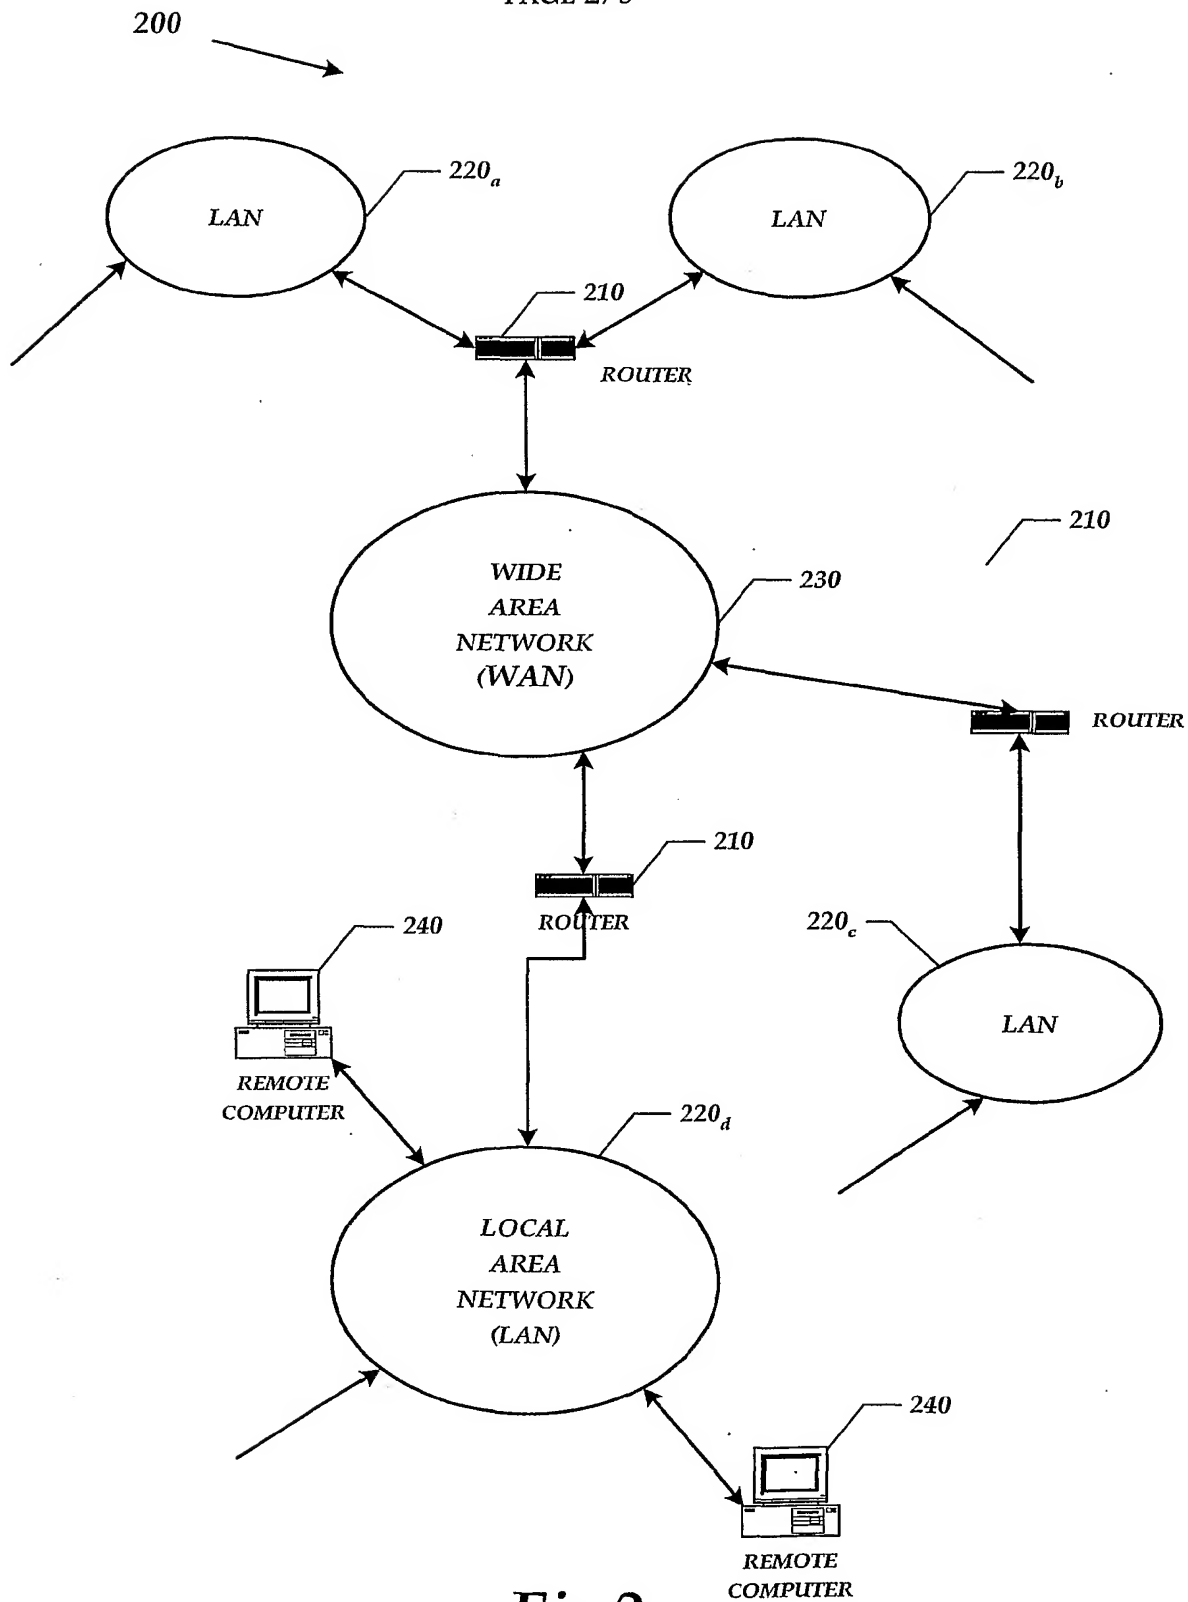 200
220a
220b
LAN
LAN
210
ROUTER
210
230
WIDE
AREA
NETWORK
(WAN)
ROUTER
210
ROUTER
240
220c
LAN
REMOTE
COMPUTER
220d
LOCAL
AREA
NETWORK
(LAN)
240
REMOTE
COMPUTER